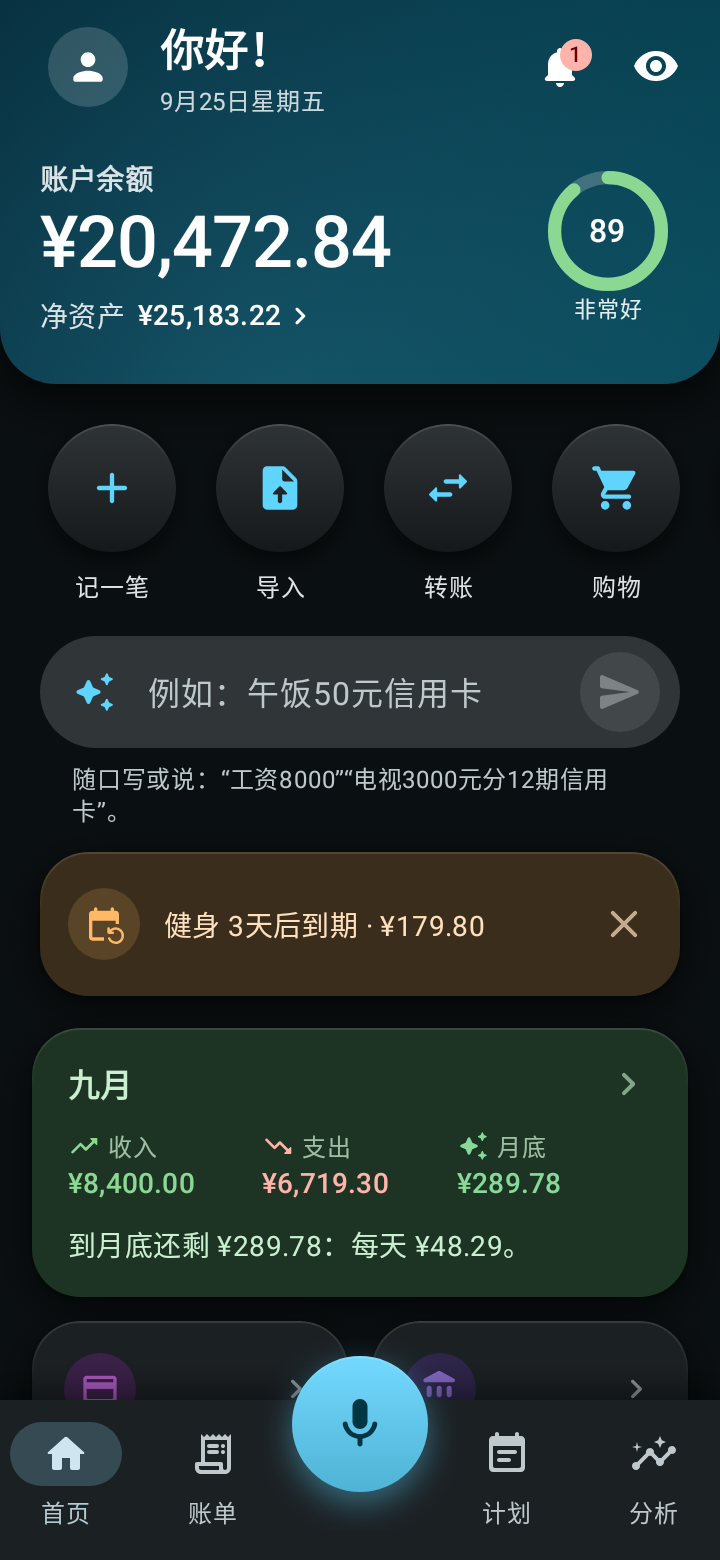 你好！
9月25日星期五
1
账户余额
¥20,472.84
89
非常好
净资产 ¥25,183.22
记一笔
导入
转账
购物
例如：午饭50元信用卡
随口写或说：“工资8000”“电视3000元分12期信用
卡”。
健身 3天后到期 · ¥179.80
九月
收入
支出
月底
¥8,400.00
¥6,719.30
¥289.78
到月底还剩 ¥289.78：每天 ¥48.29。
首页
账单
计划
分析